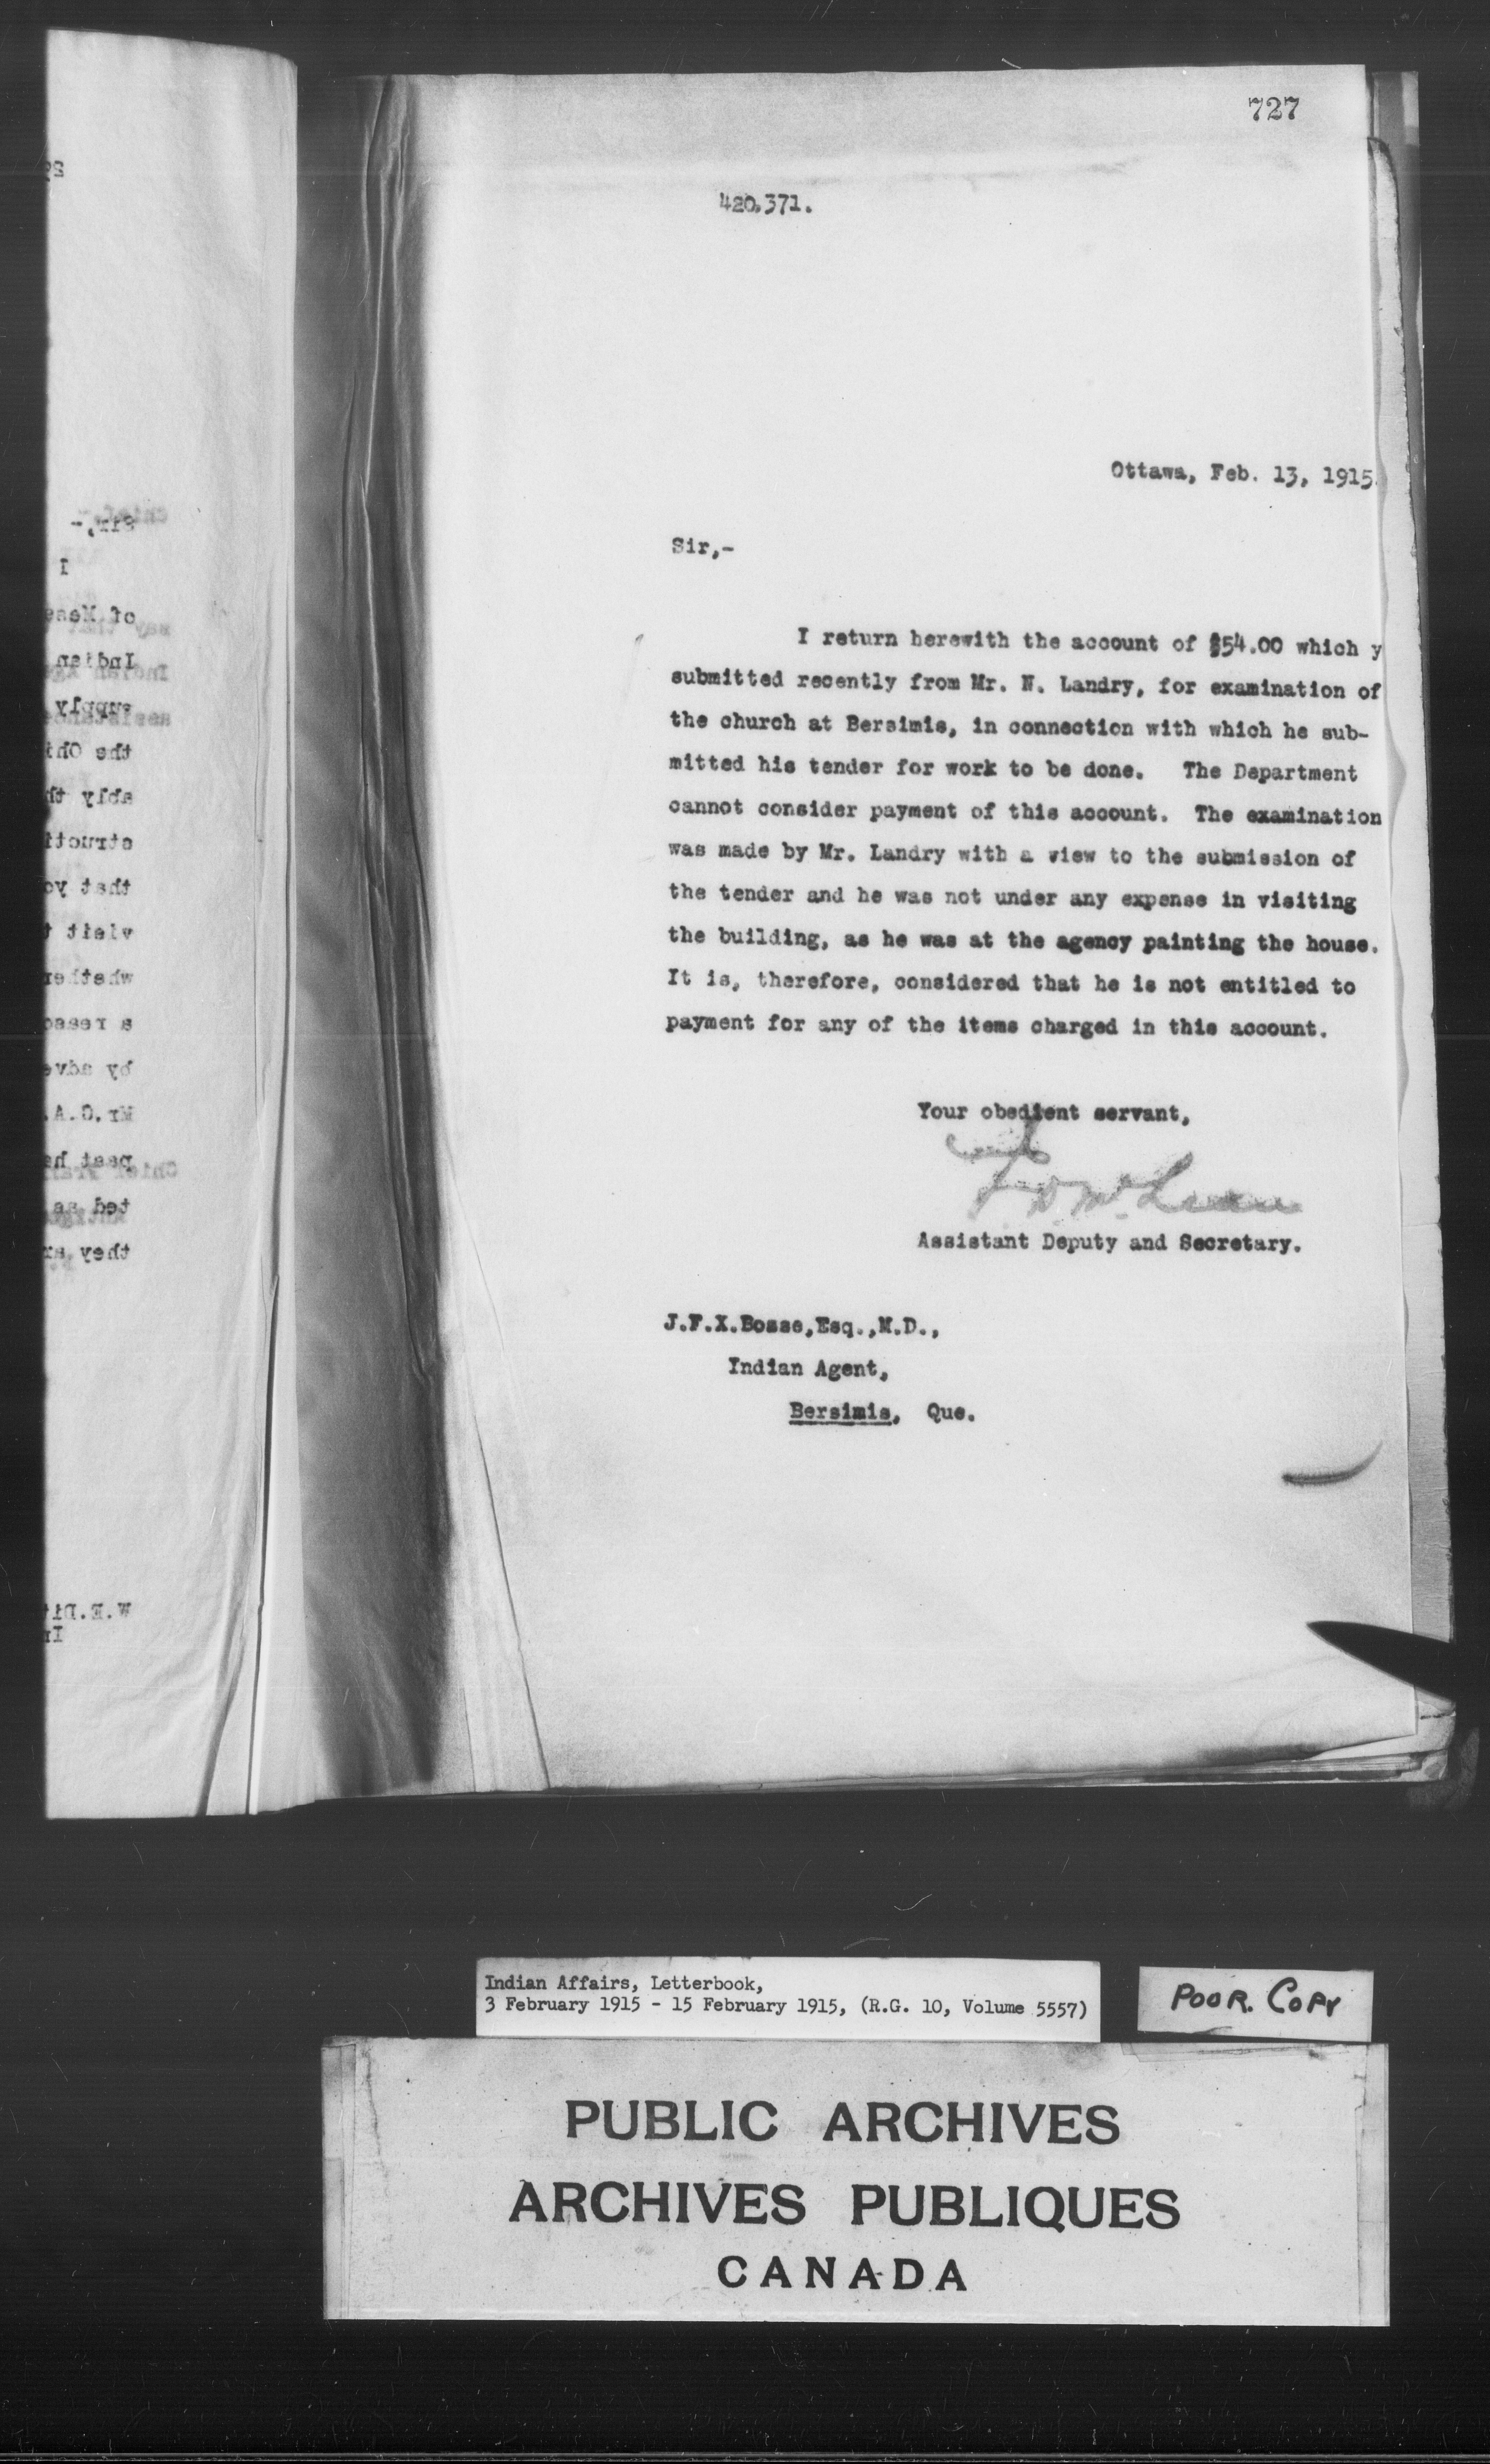 727
420,371.
Ottawa, Feb. 13, 1915.
Sir,-
I return herewith the account of $54.00 which y
submitted recently from Mr. N. Landry, for examination of
the church at Bersimis, in connection with which he sub-
mitted his tender for work to be done. The Department
cannot consider payment of this account. The examination
was made by Mr. Landry with a view to the submission of
the tender and he was not under any expense in visiting
the building, as he was at the agency painting the house.
It is, therefore, considered that he is not entitled to
payment for any of the items charged in this account.
Your obedient servant,
J D McLean
Assistant Deputy and Secretary.
J.F.X.Bosse,Esq.,M.D.,
Indian Agent,
Bersimis, Que.
Indian Affairs, Letterbook,
3 February 1915 - 15 February 1915, (R.G. 10, Volume 5557)
POOR. COPY
PUBLIC ARCHIVES
ARCHIVES PUBLIQUES
CANADA